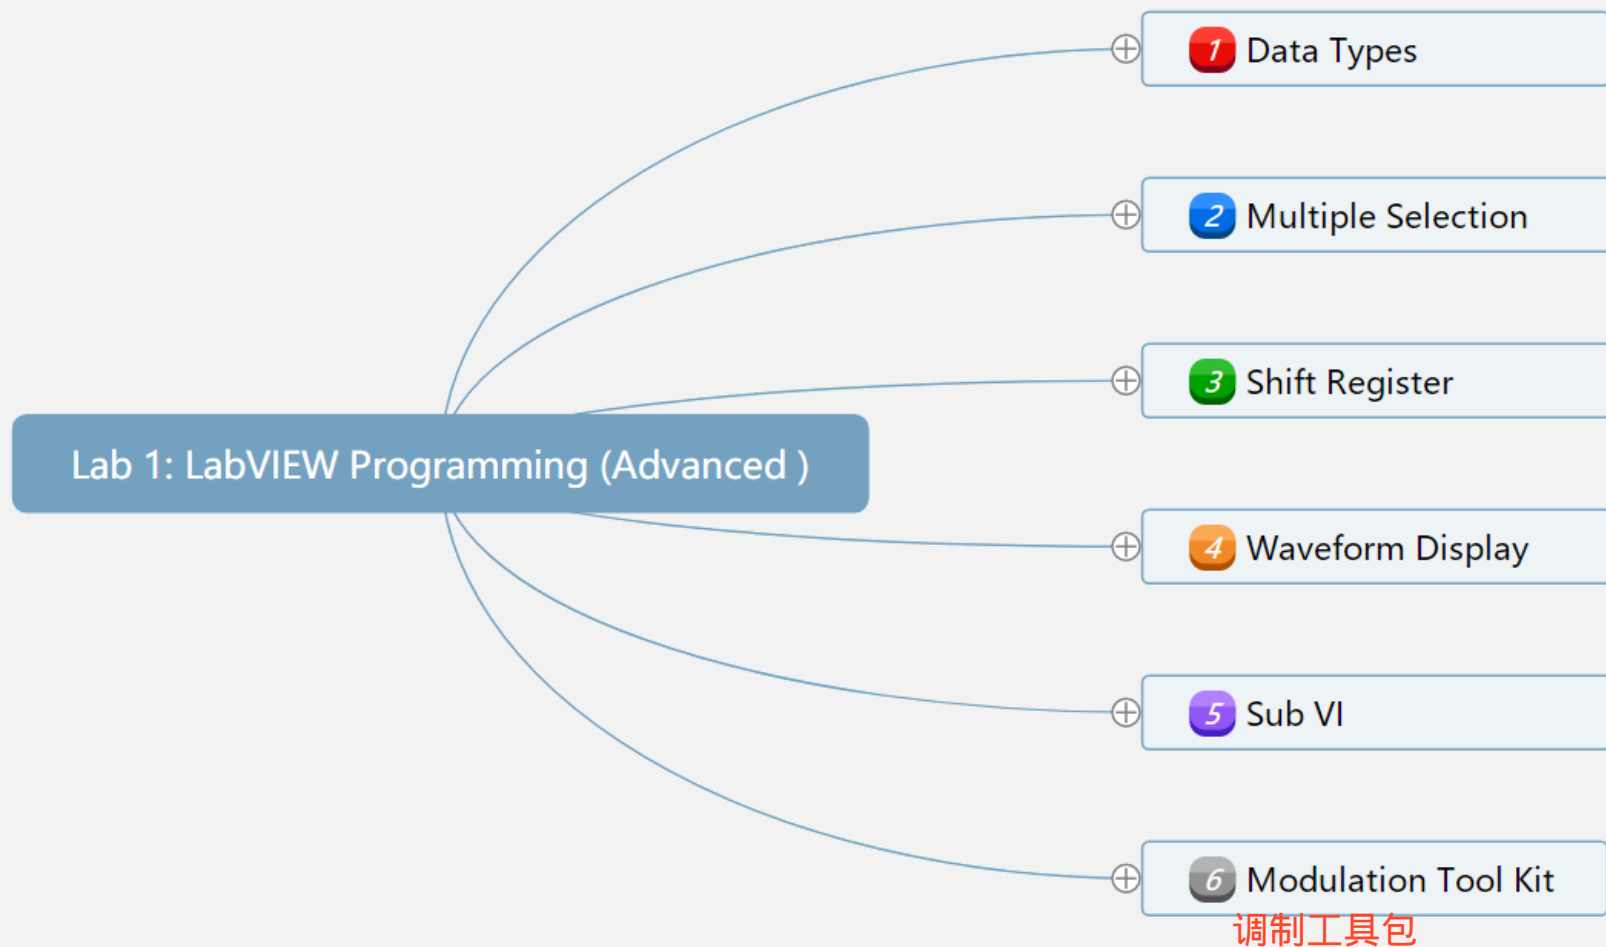 1 Data Types
2 Multiple Selection
3 Shift Register
Lab 1: LabVIEW Programming (Advanced )
4 Waveform Display
5 Sub VI
6 Modulation Tool Kit
调制工具包